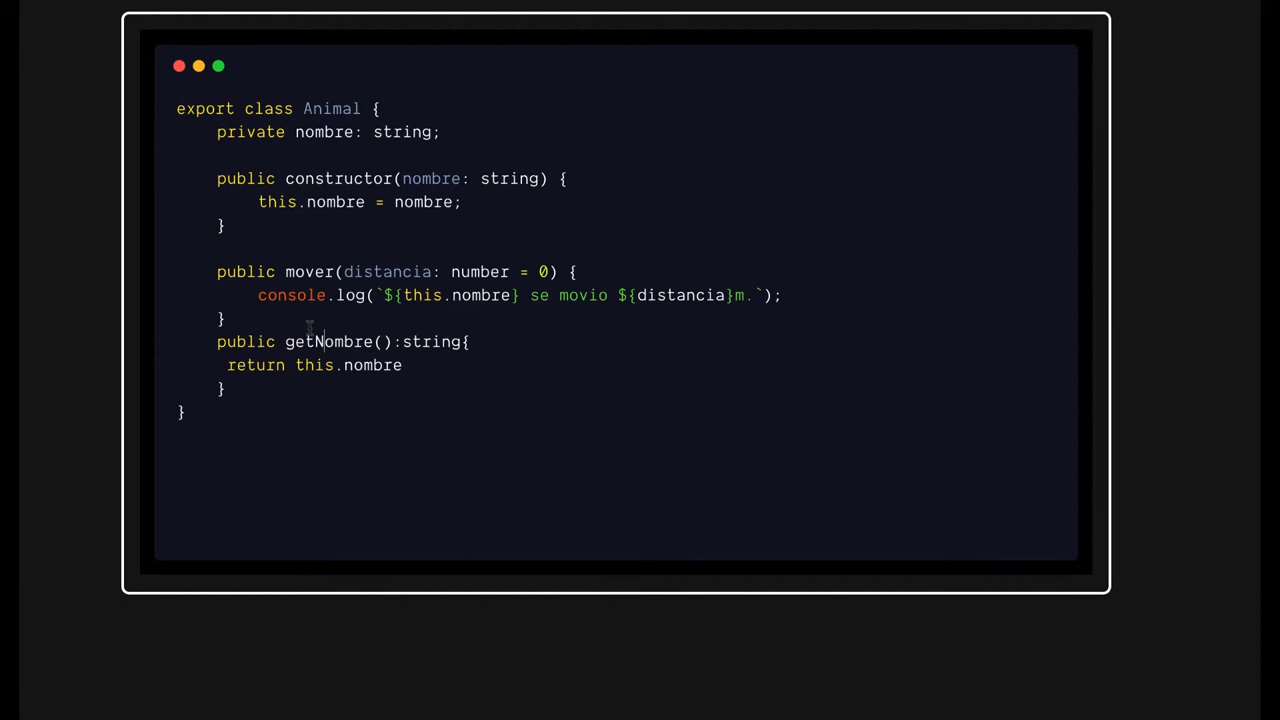 export class Animal {
private nombre: string;
public constructor(nombre: string) {
this.nombre = nombre;
}
public mover(distancia: number = 0) {
console.log(`${this.nombre} se movio ${distancia}m.`);
}
public getNombre():string{
return this.nombre
}
}